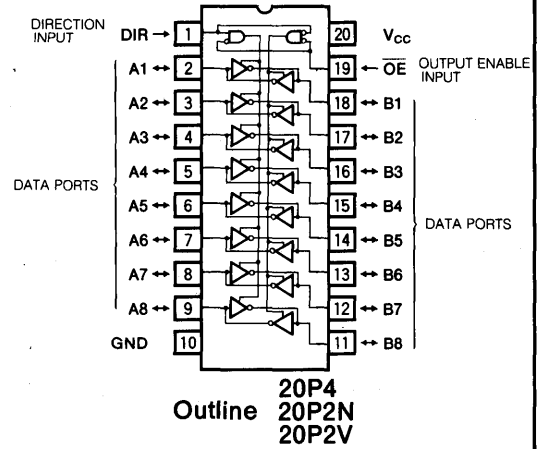 DIRECTION
INPUT
DIR → 1
20 Vcc
A1 ↔ 2
19 ← OE OUTPUT ENABLE
INPUT
A2 ↔ 3
18 ↔ B1
A3 ↔ 4
17 ↔ B2
A4 ↔ 5
16 ↔ B3
DATA PORTS
A5 ↔ 6
15 ↔ B4
A6 ↔ 7
14 ↔ B5
DATA PORTS
A7 ↔ 8
13 ↔ B6
A8 ↔ 9
12 ↔ B7
GND 10
11 ↔ B8
20P4
Outline 20P2N
20P2V